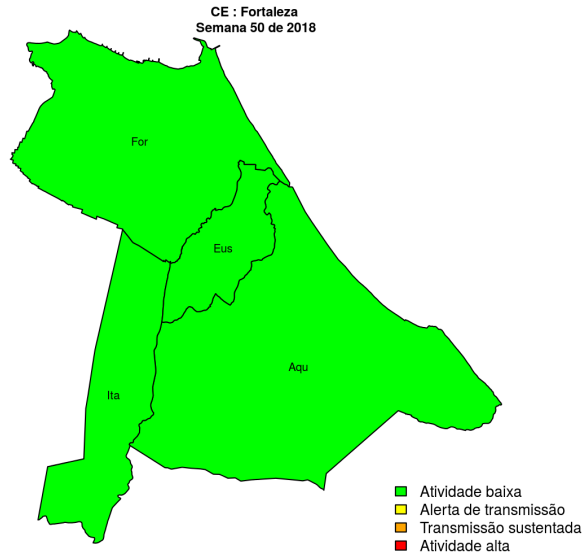 CE : Fortaleza
Semana 50 de 2018
For
Eus
Aqu
Ita
Atividade baixa
Alerta de transmissão
Transmissão sustentada
Atividade alta